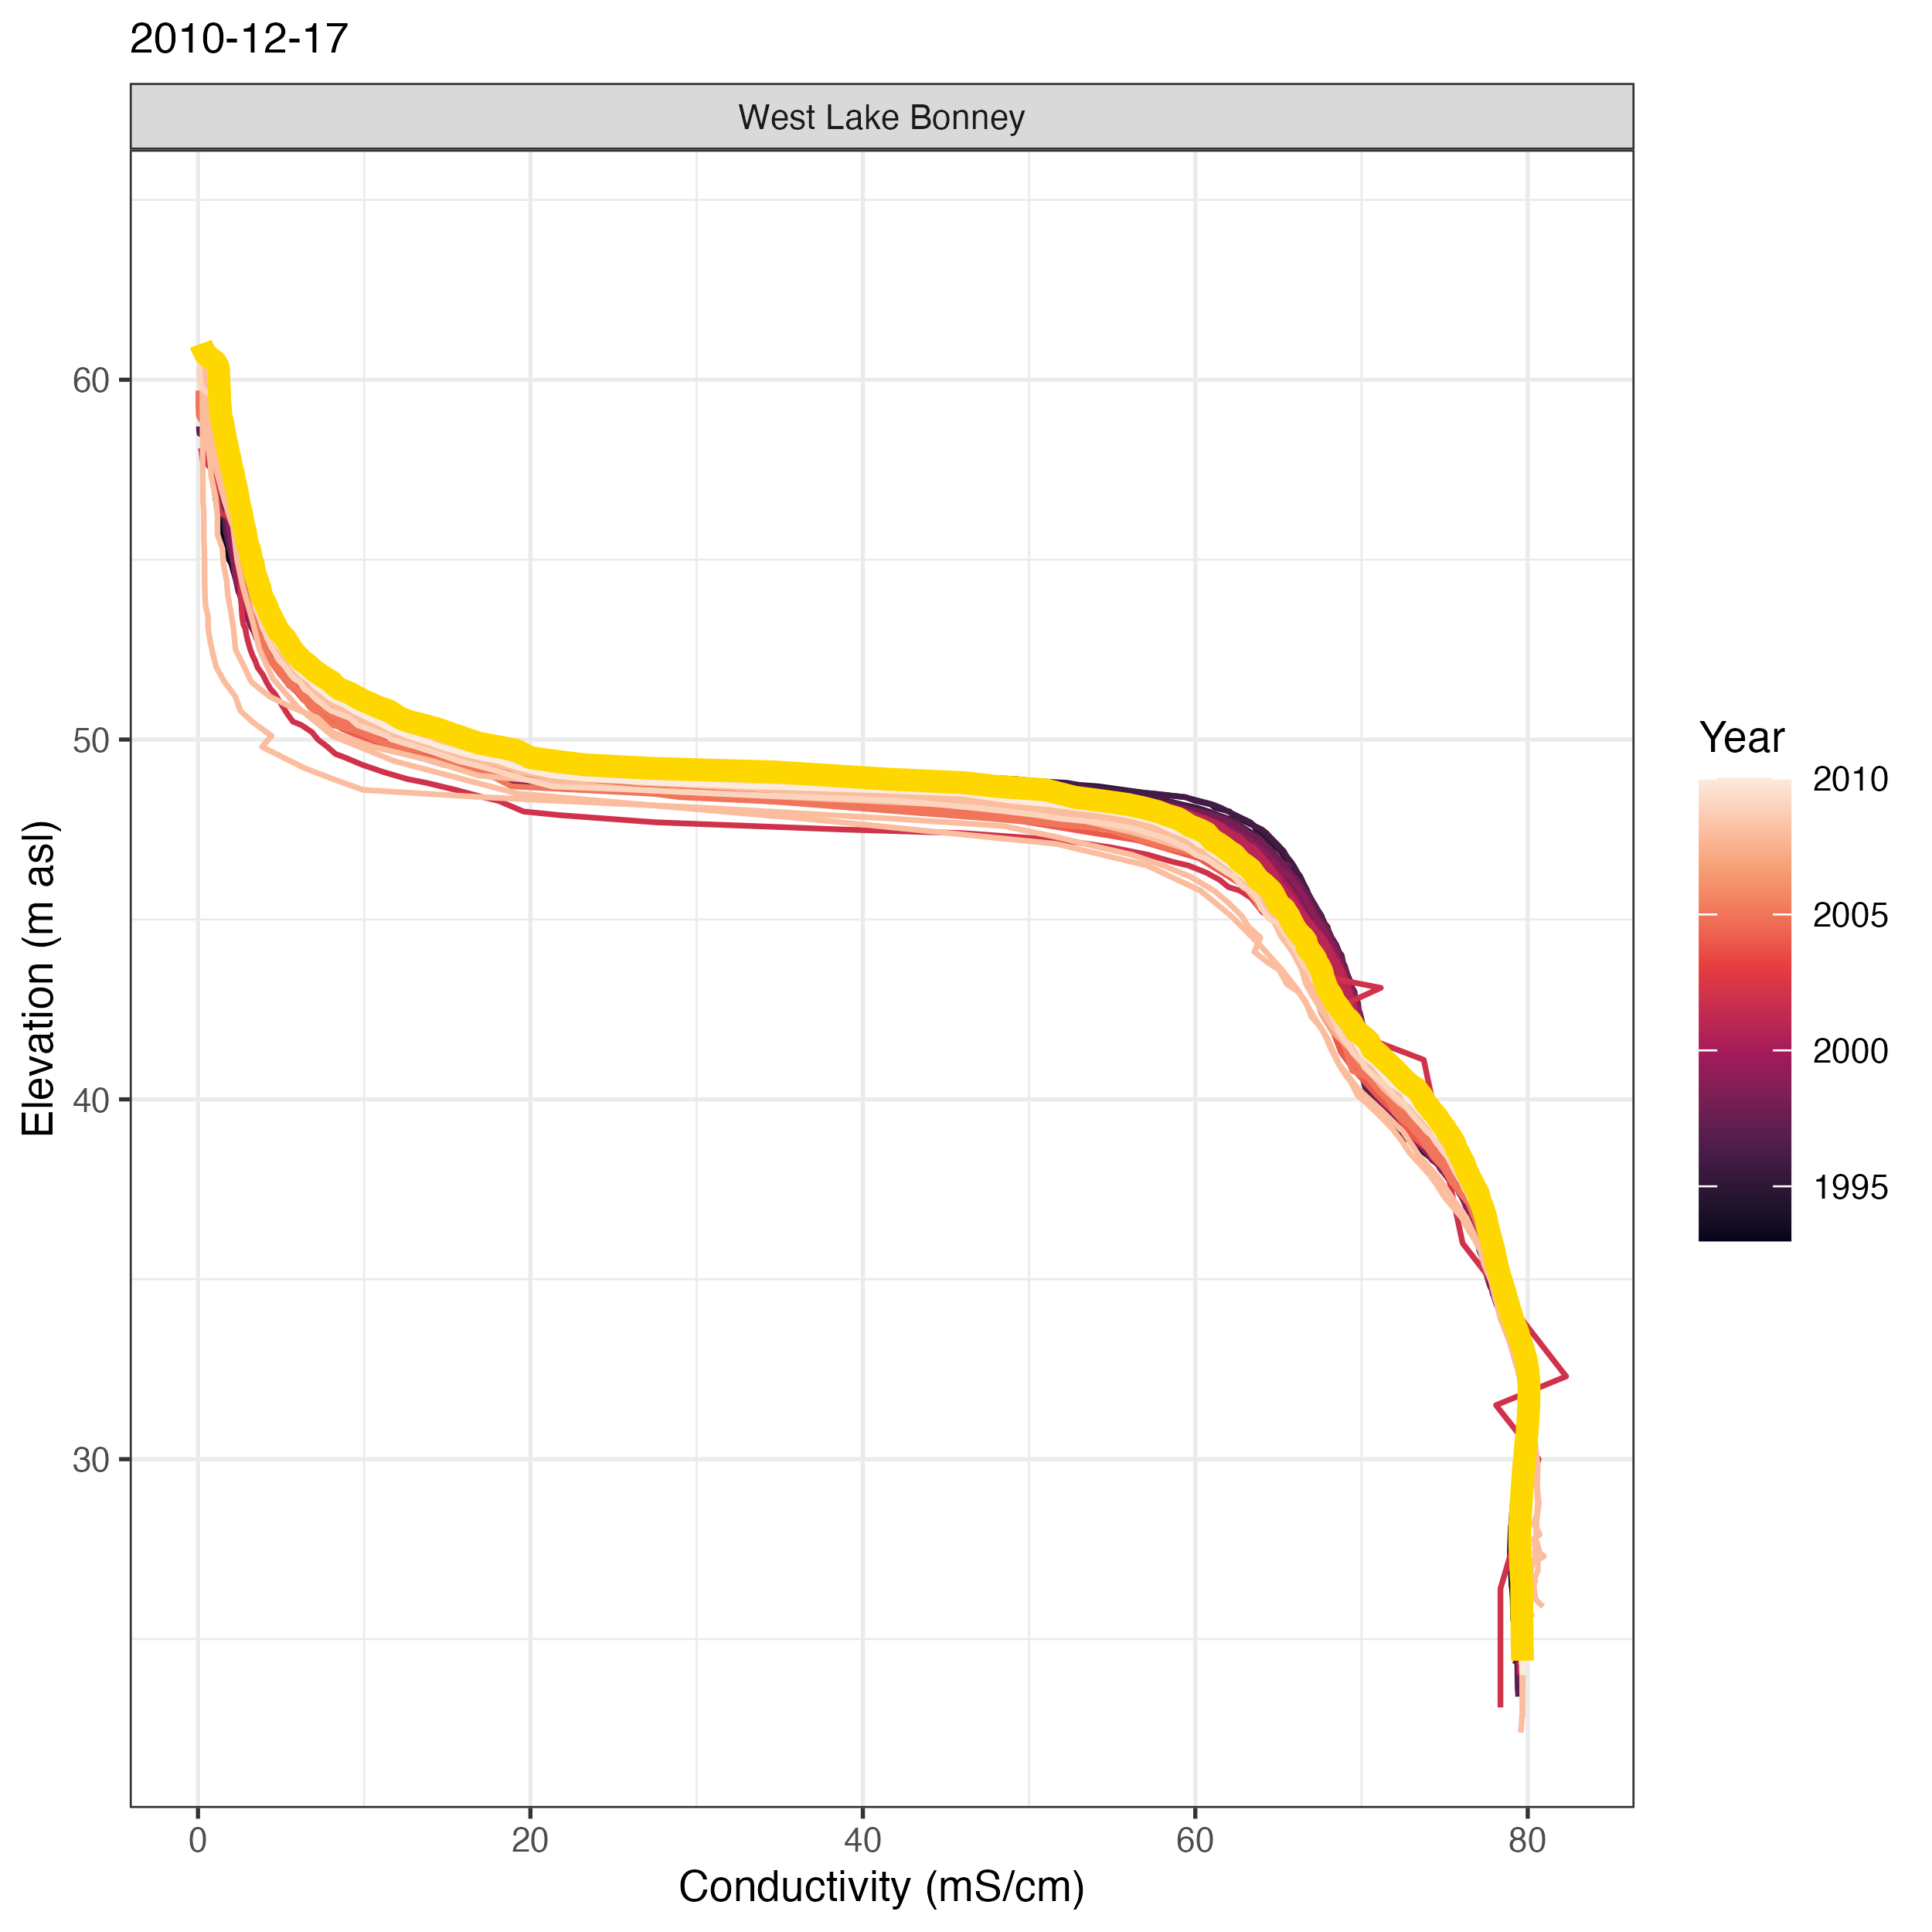 2010-12-17
West Lake Bonney
60
50
40
30
Elevation (m asl)
0 20 40 60 80
Conductivity (mS/cm)
Year
2010
2005
2000
1995